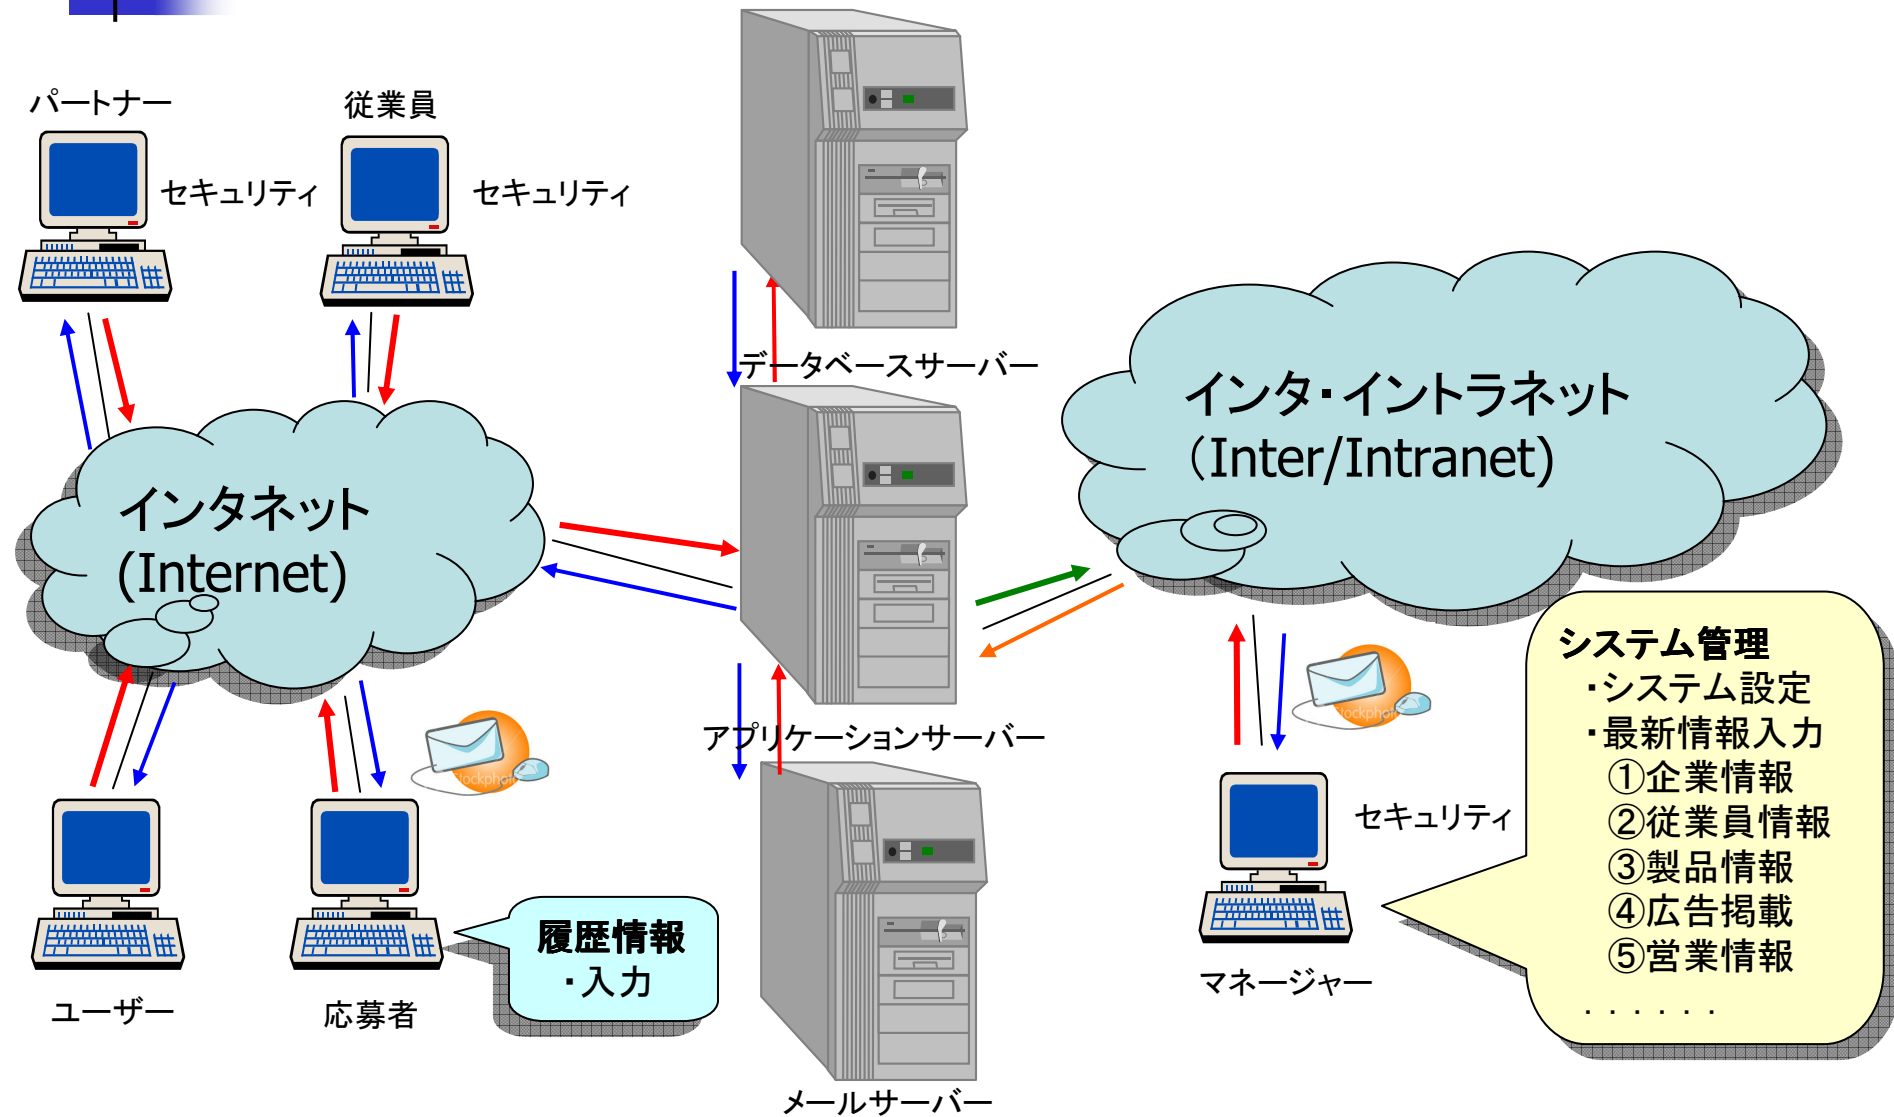 パートナー
従業員
セキュリティ
セキュリティ
データベースサーバー
インタ・イントラネット
（Inter/Intranet)
インタネット
(Internet)
アプリケーションサーバー
システム管理
・システム設定
・最新情報入力
①企業情報
②従業員情報
③製品情報
④広告掲載
⑤営業情報
. . . . . .
セキュリティ
マネージャー
履歴情報
・入力
ユーザー
応募者
メールサーバー